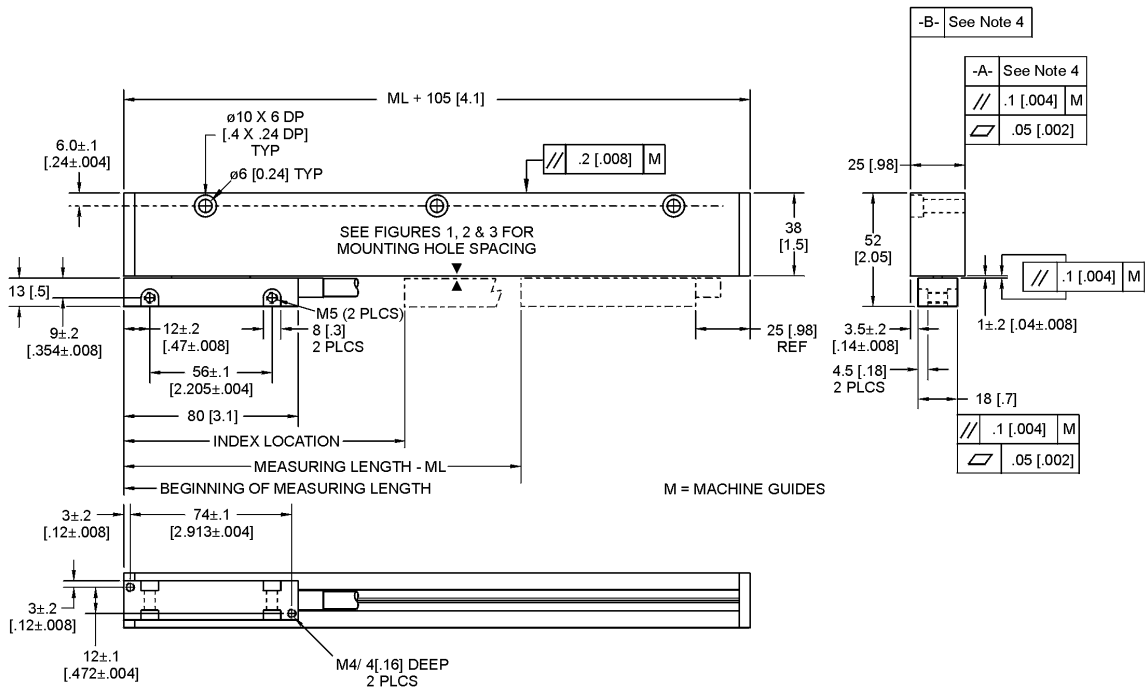 -B- See Note 4
-A- See Note 4
// .1 [.004] M
.05 [.002]
ML + 105 [4.1]
ø10 X 6 DP
[.4 X .24 DP]
TYP
6.0±.1
[.24±.004]
ø6 [0.24] TYP
// .2 [.008] M
25 [.98]
SEE FIGURES 1, 2 & 3 FOR
MOUNTING HOLE SPACING
38
[1.5]
52
[2.05]
// .1 [.004] M
13 [.5]
M5 (2 PLCS)
9±.2
[.354±.008]
12±.2
[.47±.008]
8 [.3]
2 PLCS
25 [.98]
REF
3.5±.2
[.14±.008]
1±.2 [.04±.008]
56±.1
[2.205±.004]
4.5 [.18]
2 PLCS
18 [.7]
80 [3.1]
// .1 [.004] M
.05 [.002]
INDEX LOCATION
MEASURING LENGTH - ML
BEGINNING OF MEASURING LENGTH
M = MACHINE GUIDES
3±.2
[.12±.008]
74±.1
[2.913±.004]
3±.2
[.12±.008]
12±.1
[.472±.004]
M4/ 4[.16] DEEP
2 PLCS